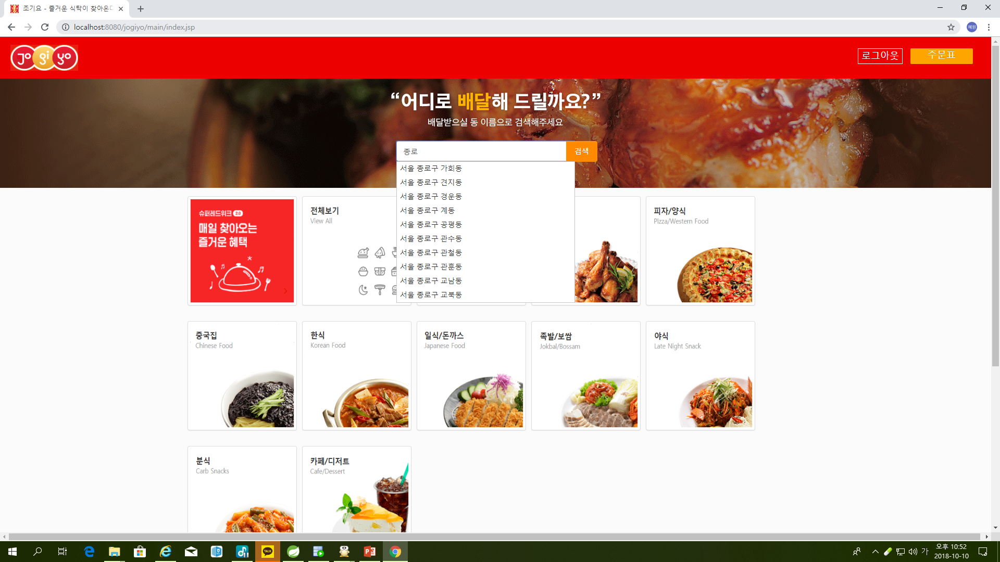 조기요 - 즐거운 식탁이 찾아온다
localhost:8080/jogiyo/main/index.jsp
혜원
Jo gi yo
로그아웃
주문표
“어디로 배달해 드릴까요?”
배달받으실 동 이름으로 검색해주세요
종로
검색
서울 종로구 가회동
서울 종로구 견지동
서울 종로구 경운동
서울 종로구 계동
서울 종로구 공평동
서울 종로구 관수동
서울 종로구 관철동
서울 종로구 관훈동
서울 종로구 교남동
서울 종로구 교북동
슈퍼레드위크 2.0
매일 찾아오는
즐거운 혜택
전체보기
View All
피자/양식
Pizza/Western Food
중국집
Chinese Food
한식
Korean Food
일식/돈까스
Japanese Food
족발/보쌈
Jokbal/Bossam
야식
Late Night Snack
분식
Carb Snacks
카페/디저트
Cafe/Dessert
TALK
가
오후 10:52
2018-10-10